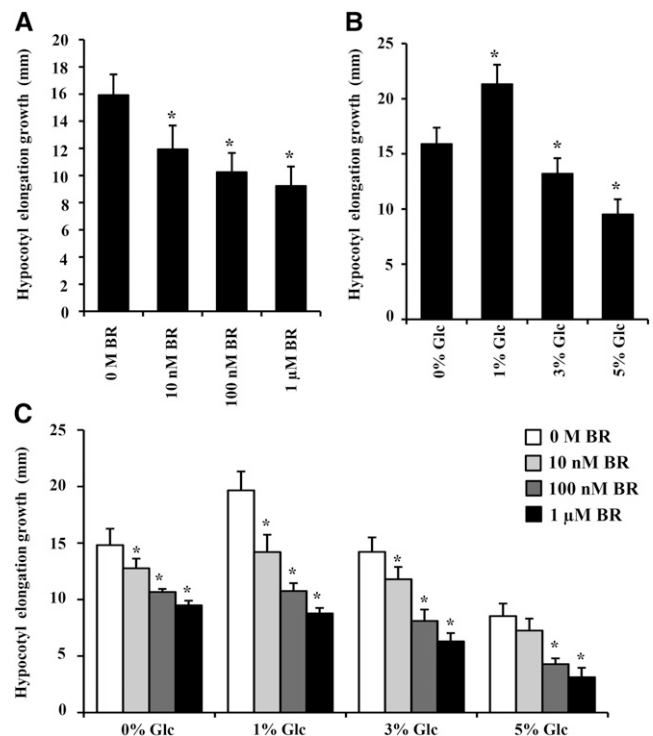 A
Hypocotyl elongation growth (mm)
20
18
16
14
12
10
8
6
4
2
0
* * *
0 M BR
10 nM BR
100 nM BR
1 μM BR
B
Hypocotyl elongation growth (mm)
25
20
15
10
5
0
* * *
0% Glc
1% Glc
3% Glc
5% Glc
C
Hypocotyl elongation growth (mm)
25
20
15
10
5
0
0 M BR
10 nM BR
100 nM BR
1 μM BR
* * * * * * * * * * *
0% Glc 1% Glc 3% Glc 5% Glc